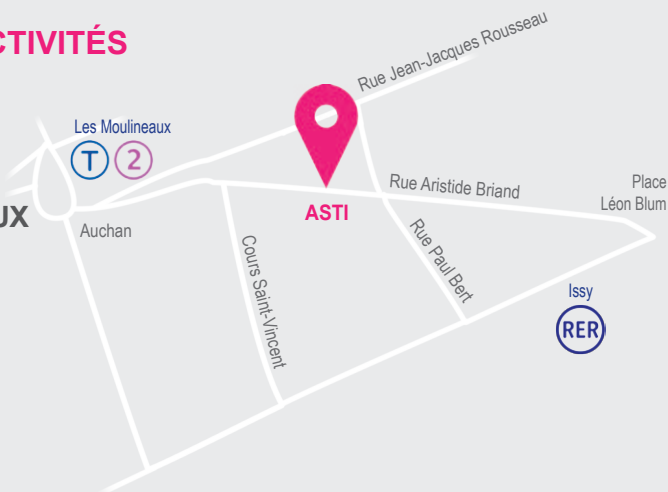 CTIVITÉS
Rue Jean-Jacques Rousseau
Les Moulineaux
T 2
Rue Aristide Briand
Place
Léon Blum
UX
Auchan
ASTI
Cours Saint-Vincent
Rue Paul Bert
Issy
RER